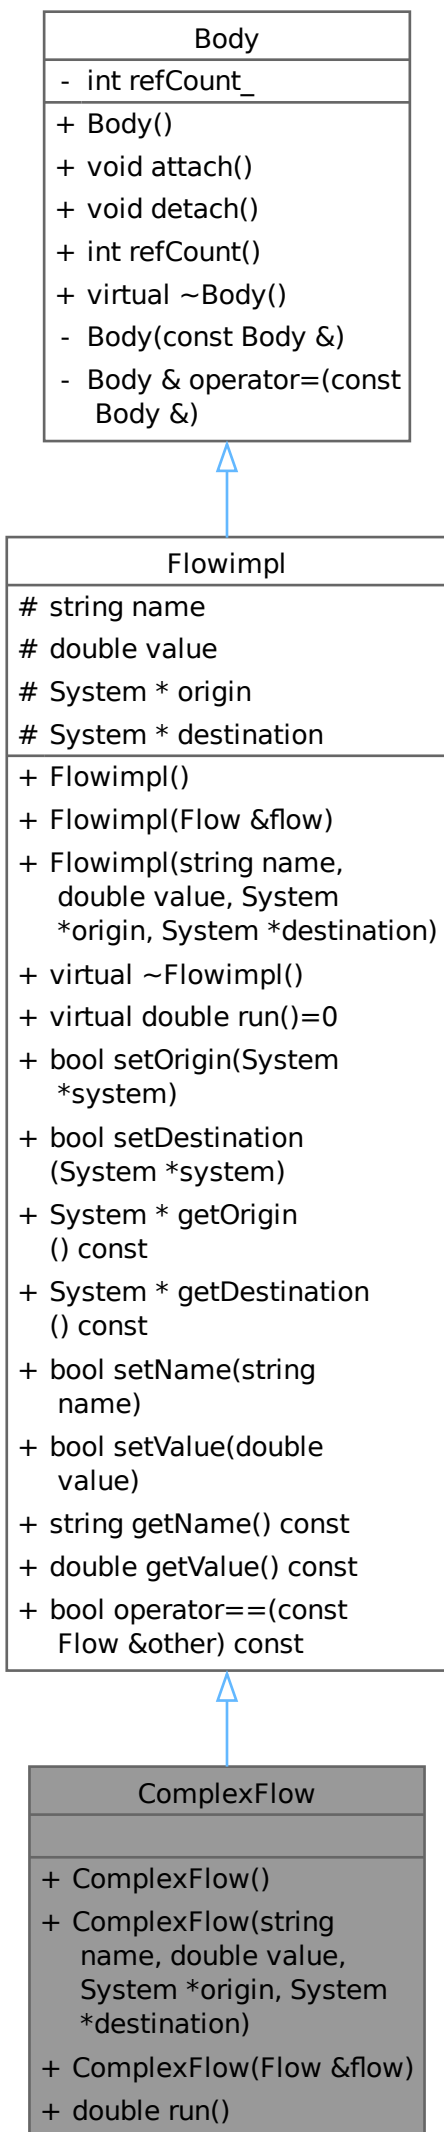 Body
- int refCount_
+ Body()
+ void attach()
+ void detach()
+ int refCount()
+ virtual ~Body()
- Body(const Body &)
- Body & operator=(const
Body &)
Flowimpl
# string name
# double value
# System * origin
# System * destination
+ Flowimpl()
+ Flowimpl(Flow &flow)
+ Flowimpl(string name,
double value, System
*origin, System *destination)
+ virtual ~Flowimpl()
+ virtual double run()=0
+ bool setOrigin(System
*system)
+ bool setDestination
(System *system)
+ System * getOrigin
() const
+ System * getDestination
() const
+ bool setName(string
name)
+ bool setValue(double
value)
+ string getName() const
+ double getValue() const
+ bool operator==(const
Flow &other) const
ComplexFlow
+ ComplexFlow()
+ ComplexFlow(string
name, double value,
System *origin, System
*destination)
+ ComplexFlow(Flow &flow)
+ double run()